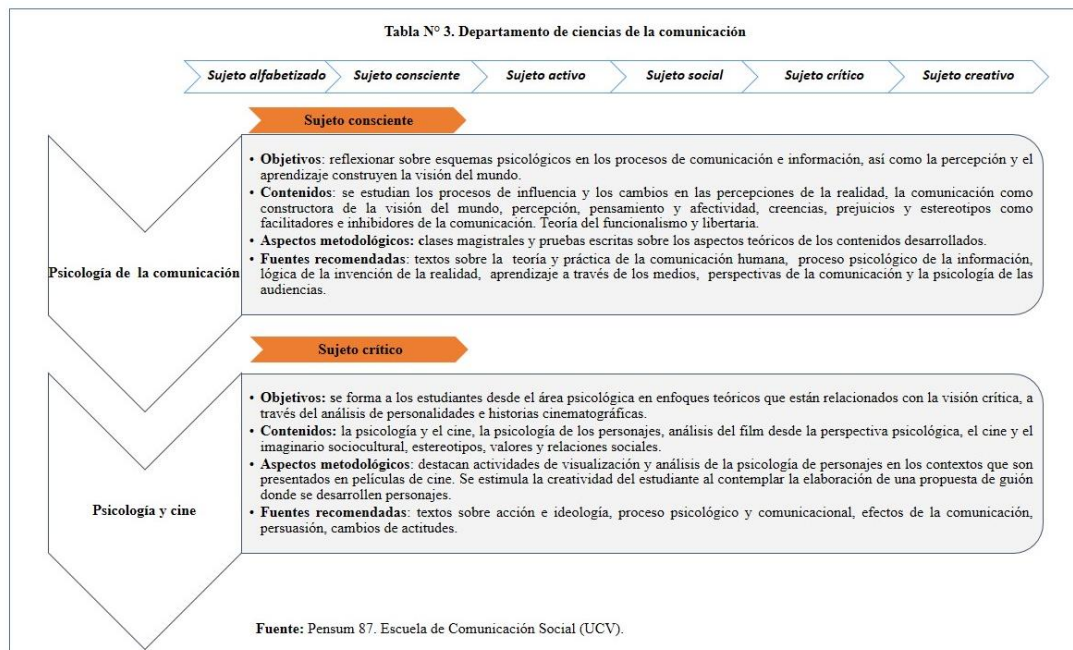 Tabla N° 3. Departamento de ciencias de la comunicación
Sujeto alfabetizado Sujeto consciente Sujeto activo Sujeto social Sujeto crítico Sujeto creativo
Sujeto consciente
• Objetivos: reflexionar sobre esquemas psicológicos en los procesos de comunicación e información, así como la percepción y el
aprendizaje construyen la visión del mundo.
• Contenidos: se estudian los procesos de influencia y los cambios en las percepciones de la realidad, la comunicación como
constructora de la visión del mundo, percepción, pensamiento y afectividad, creencias, prejuicios y estereotipos como
facilitadores e inhibidores de la comunicación. Teoría del funcionalismo y libertaria.
• Aspectos metodológicos: clases magistrales y pruebas escritas sobre los aspectos teóricos de los contenidos desarrollados.
• Fuentes recomendadas: textos sobre la teoría y práctica de la comunicación humana, proceso psicológico de la información,
lógica de la invención de la realidad, aprendizaje a través de los medios, perspectivas de la comunicación y la psicología de las
audiencias.
Psicología de la comunicación
Sujeto crítico
• Objetivos: se forma a los estudiantes desde el área psicológica en enfoques teóricos que están relacionados con la visión crítica, a
través del análisis de personalidades e historias cinematográficas.
• Contenidos: la psicología y el cine, la psicología de los personajes, análisis del film desde la perspectiva psicológica, el cine y el
imaginario sociocultural, estereotipos, valores y relaciones sociales.
• Aspectos metodológicos: destacan actividades de visualización y análisis de la psicología de personajes en los contextos que son
presentados en películas de cine. Se estimula la creatividad del estudiante al contemplar la elaboración de una propuesta de guión
donde se desarrollen personajes.
• Fuentes recomendadas: textos sobre acción e ideología, proceso psicológico y comunicacional, efectos de la comunicación,
persuasión, cambios de actitudes.
Psicología y cine
Fuente: Pensum 87. Escuela de Comunicación Social (UCV).